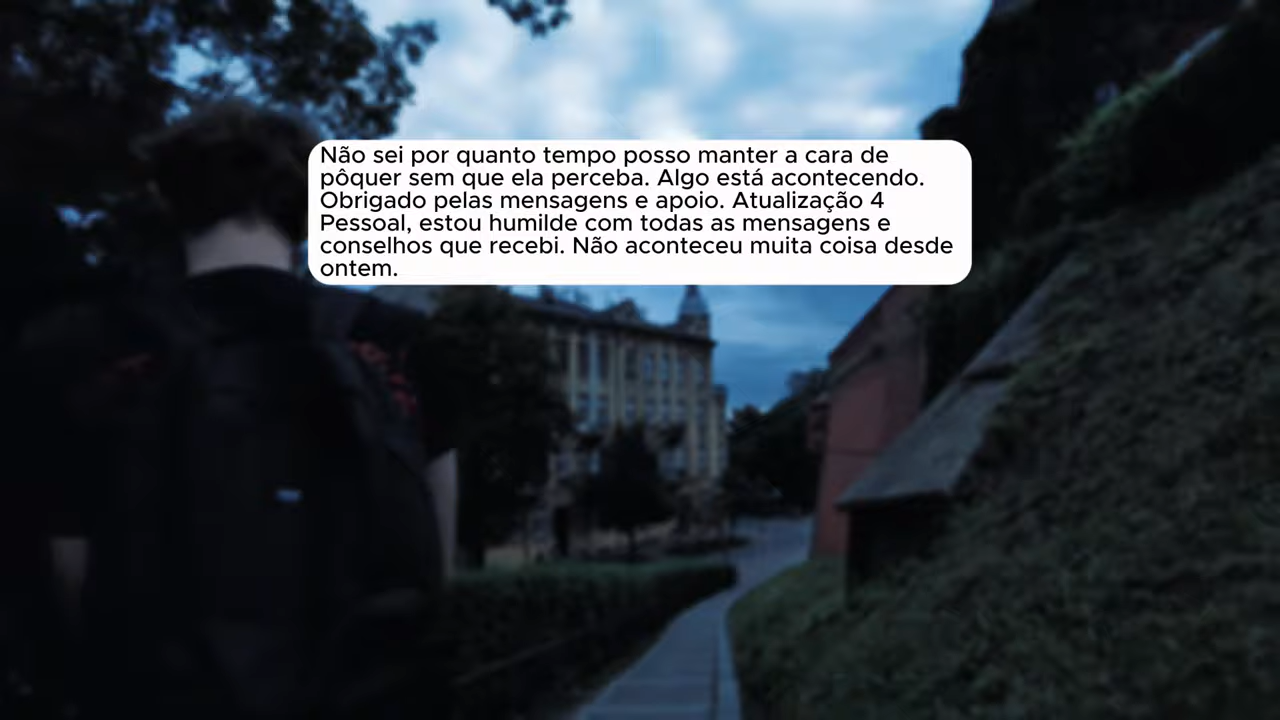 Não sei por quanto tempo posso manter a cara de
pôquer sem que ela perceba. Algo está acontecendo.
Obrigado pelas mensagens e apoio. Atualização 4
Pessoal, estou humilde com todas as mensagens e
conselhos que recebi. Não aconteceu muita coisa desde
ontem.